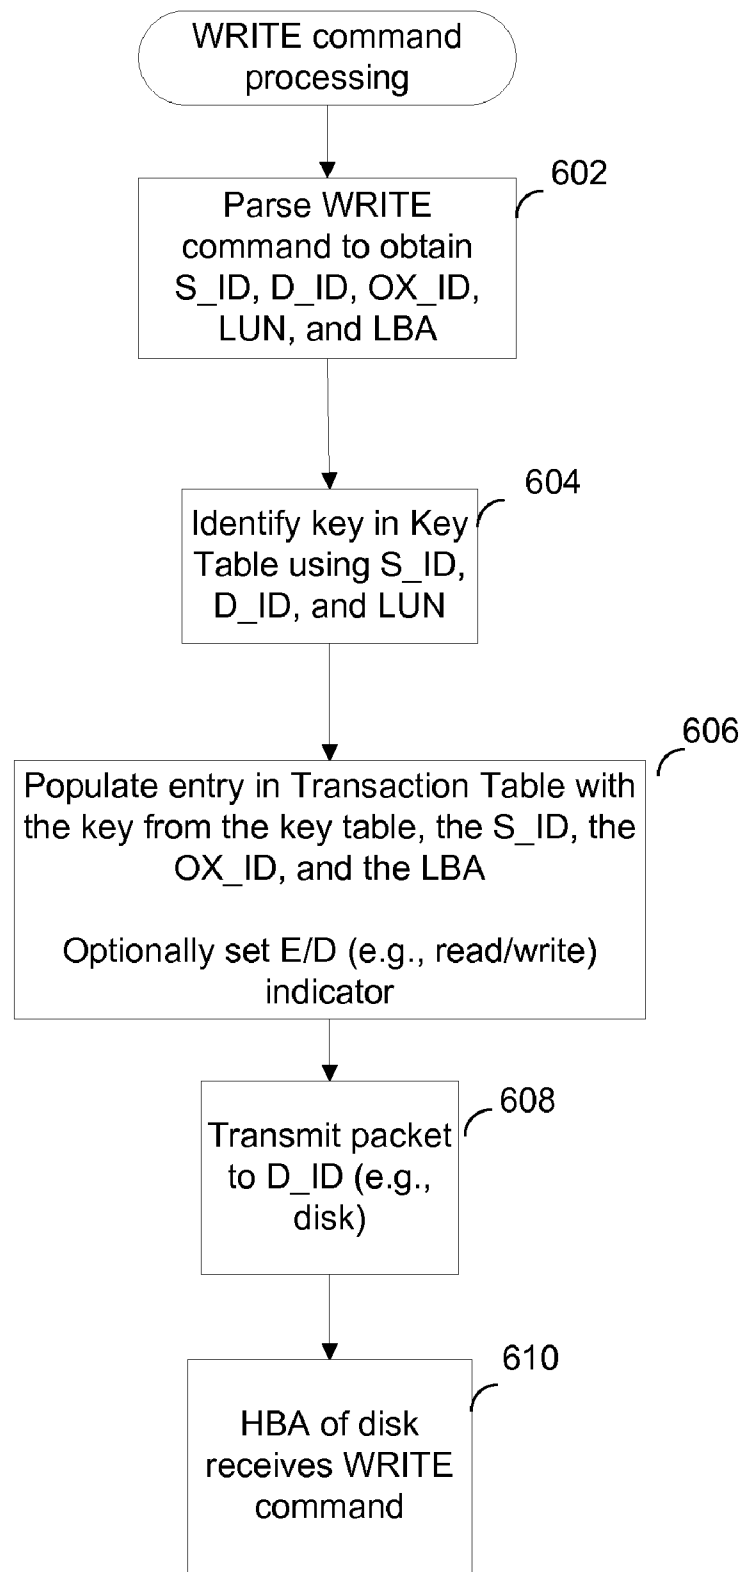 WRITE command
processing
602
Parse WRITE
command to obtain
S_ID, D_ID, OX_ID,
LUN, and LBA
604
Identify key in Key
Table using S_ID,
D_ID, and LUN
606
Populate entry in Transaction Table with
the key from the key table, the S_ID, the
OX_ID, and the LBA
Optionally set E/D (e.g., read/write)
indicator
608
Transmit packet
to D_ID (e.g.,
disk)
610
HBA of disk
receives WRITE
command